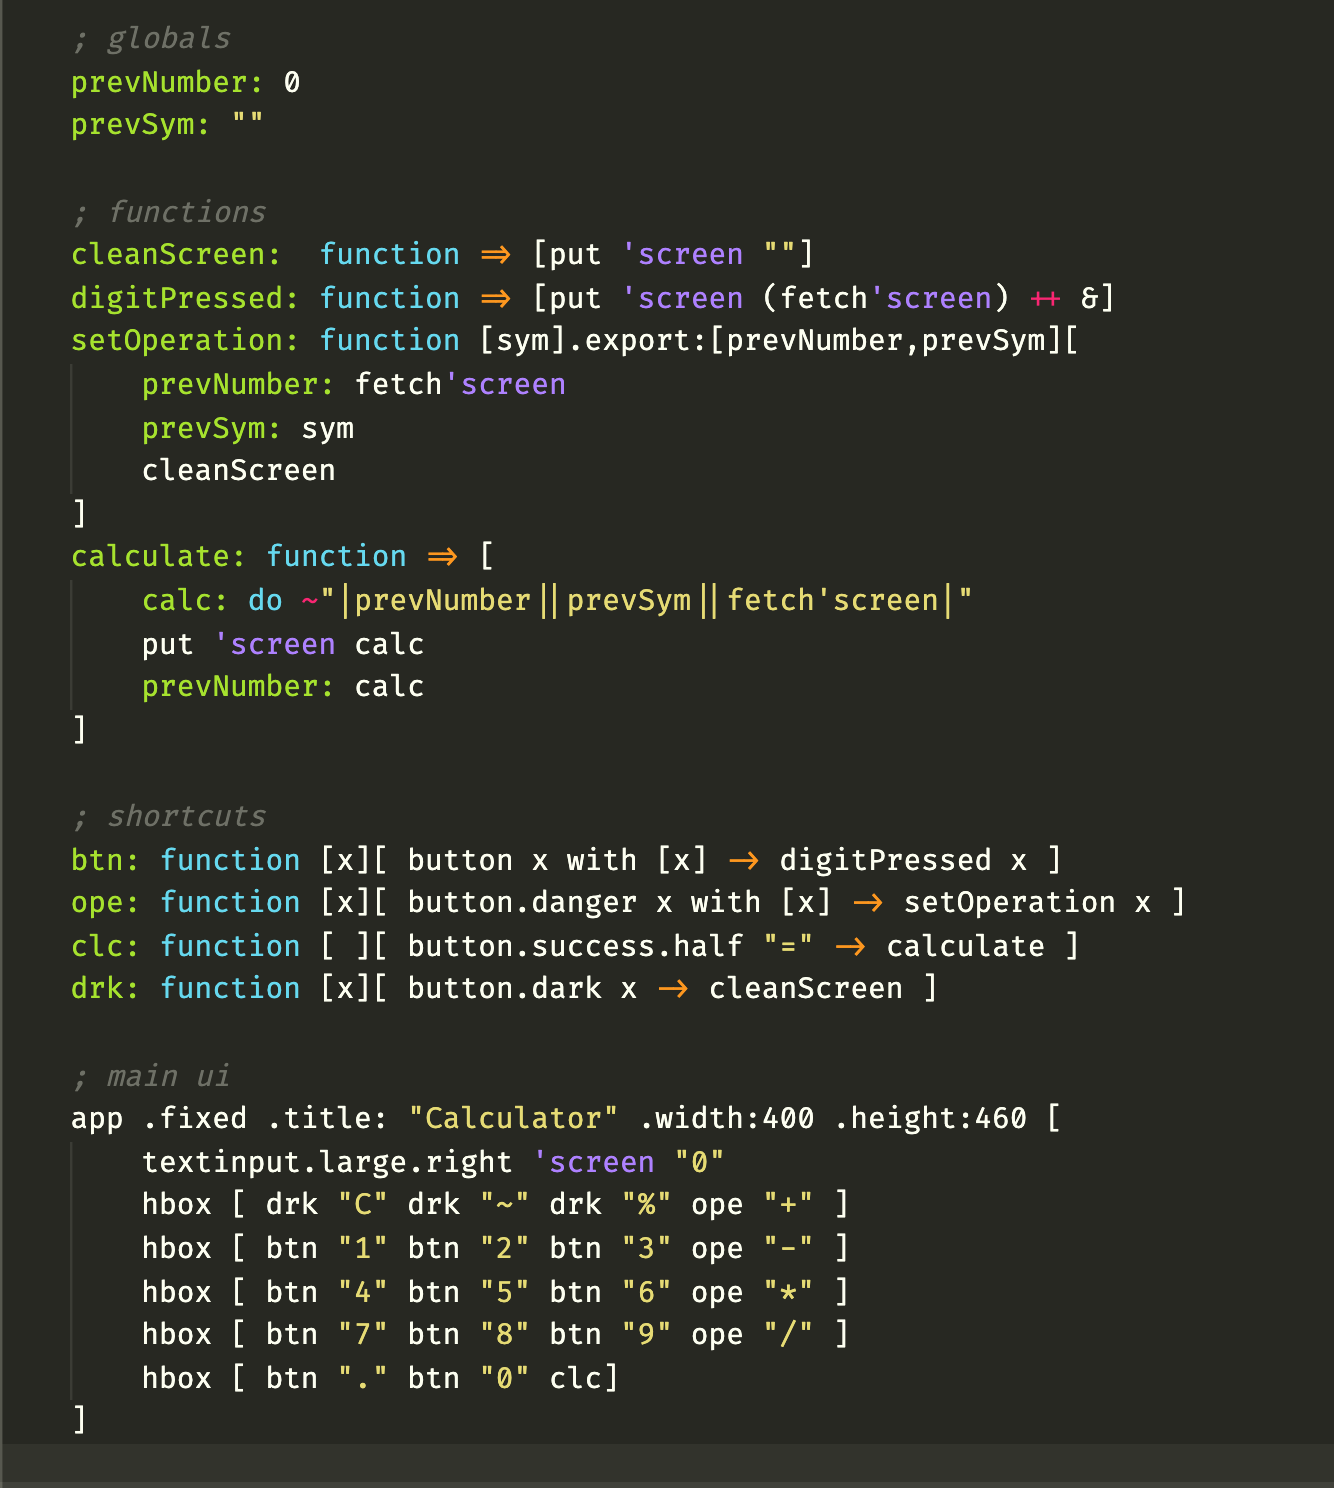 ; globals
prevNumber: 0
prevSym: ""
; functions
cleanScreen:  function => [put 'screen ""]
digitPressed: function => [put 'screen (fetch'screen) ++ &]
setOperation: function [sym].export:[prevNumber,prevSym][
    prevNumber: fetch'screen
    prevSym: sym
    cleanScreen
]
calculate: function => [
    calc: do ~"|prevNumber||prevSym||fetch'screen|"
    put 'screen calc
    prevNumber: calc
]
; shortcuts
btn: function [x][ button x with [x] -> digitPressed x ]
ope: function [x][ button.danger x with [x] -> setOperation x ]
clc: function [ ][ button.success.half "=" -> calculate ]
drk: function [x][ button.dark x -> cleanScreen ]
; main ui
app .fixed .title: "Calculator" .width:400 .height:460 [
    textinput.large.right 'screen "0"
    hbox [ drk "C" drk "~" drk "%" ope "+" ]
    hbox [ btn "1" btn "2" btn "3" ope "-" ]
    hbox [ btn "4" btn "5" btn "6" ope "*" ]
    hbox [ btn "7" btn "8" btn "9" ope "/" ]
    hbox [ btn "." btn "0" clc]
]